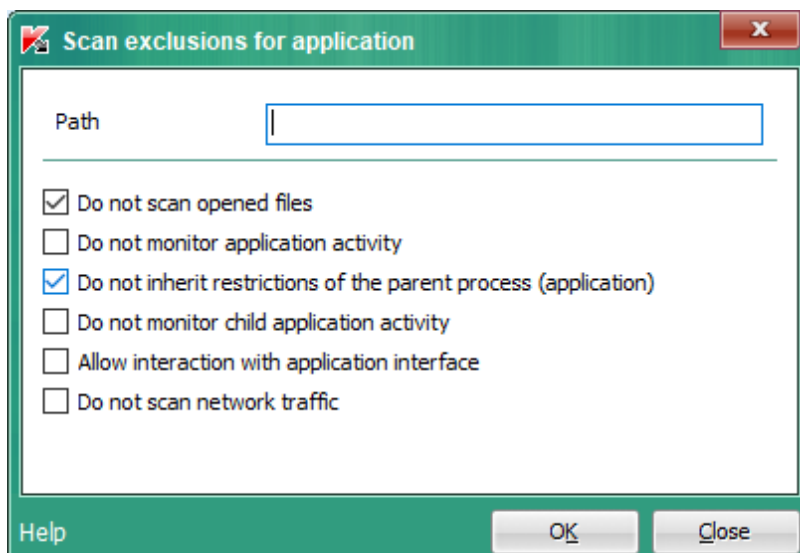 Scan exclusions for application
Path
Do not scan opened files
Do not monitor application activity
Do not inherit restrictions of the parent process (application)
Do not monitor child application activity
Allow interaction with application interface
Do not scan network traffic
Help
OK
Close